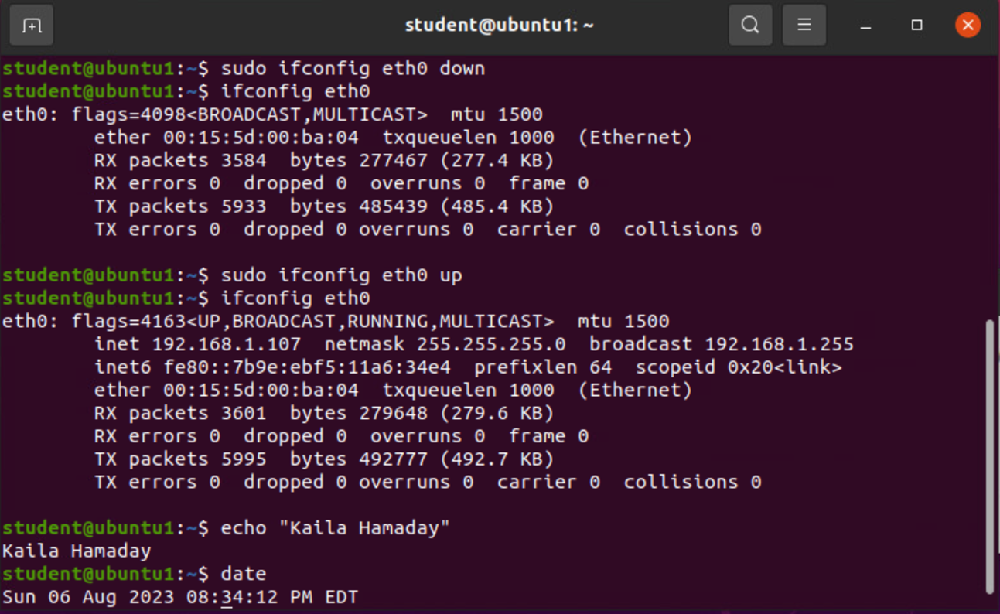 student@ubuntu1: ~
student@ubuntu1:~$ sudo ifconfig eth0 down
student@ubuntu1:~$ ifconfig eth0
eth0: flags=4098<BROADCAST,MULTICAST>  mtu 1500
        ether 00:15:5d:00:ba:04  txqueuelen 1000  (Ethernet)
        RX packets 3584  bytes 277467 (277.4 KB)
        RX errors 0  dropped 0  overruns 0  frame 0
        TX packets 5933  bytes 485439 (485.4 KB)
        TX errors 0  dropped 0 overruns 0  carrier 0  collisions 0

student@ubuntu1:~$ sudo ifconfig eth0 up
student@ubuntu1:~$ ifconfig eth0
eth0: flags=4163<UP,BROADCAST,RUNNING,MULTICAST>  mtu 1500
        inet 192.168.1.107  netmask 255.255.255.0  broadcast 192.168.1.255
        inet6 fe80::7b9e:ebf5:11a6:34e4  prefixlen 64  scopeid 0x20<link>
        ether 00:15:5d:00:ba:04  txqueuelen 1000  (Ethernet)
        RX packets 3601  bytes 279648 (279.6 KB)
        RX errors 0  dropped 0  overruns 0  frame 0
        TX packets 5995  bytes 492777 (492.7 KB)
        TX errors 0  dropped 0 overruns 0  carrier 0  collisions 0

student@ubuntu1:~$ echo "Kaila Hamaday"
Kaila Hamaday
student@ubuntu1:~$ date
Sun 06 Aug 2023 08:34:12 PM EDT